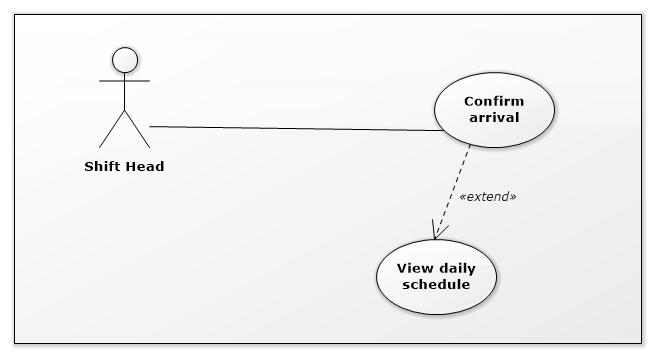 Confirm
arrival
Shift Head
«extend»
View daily
schedule